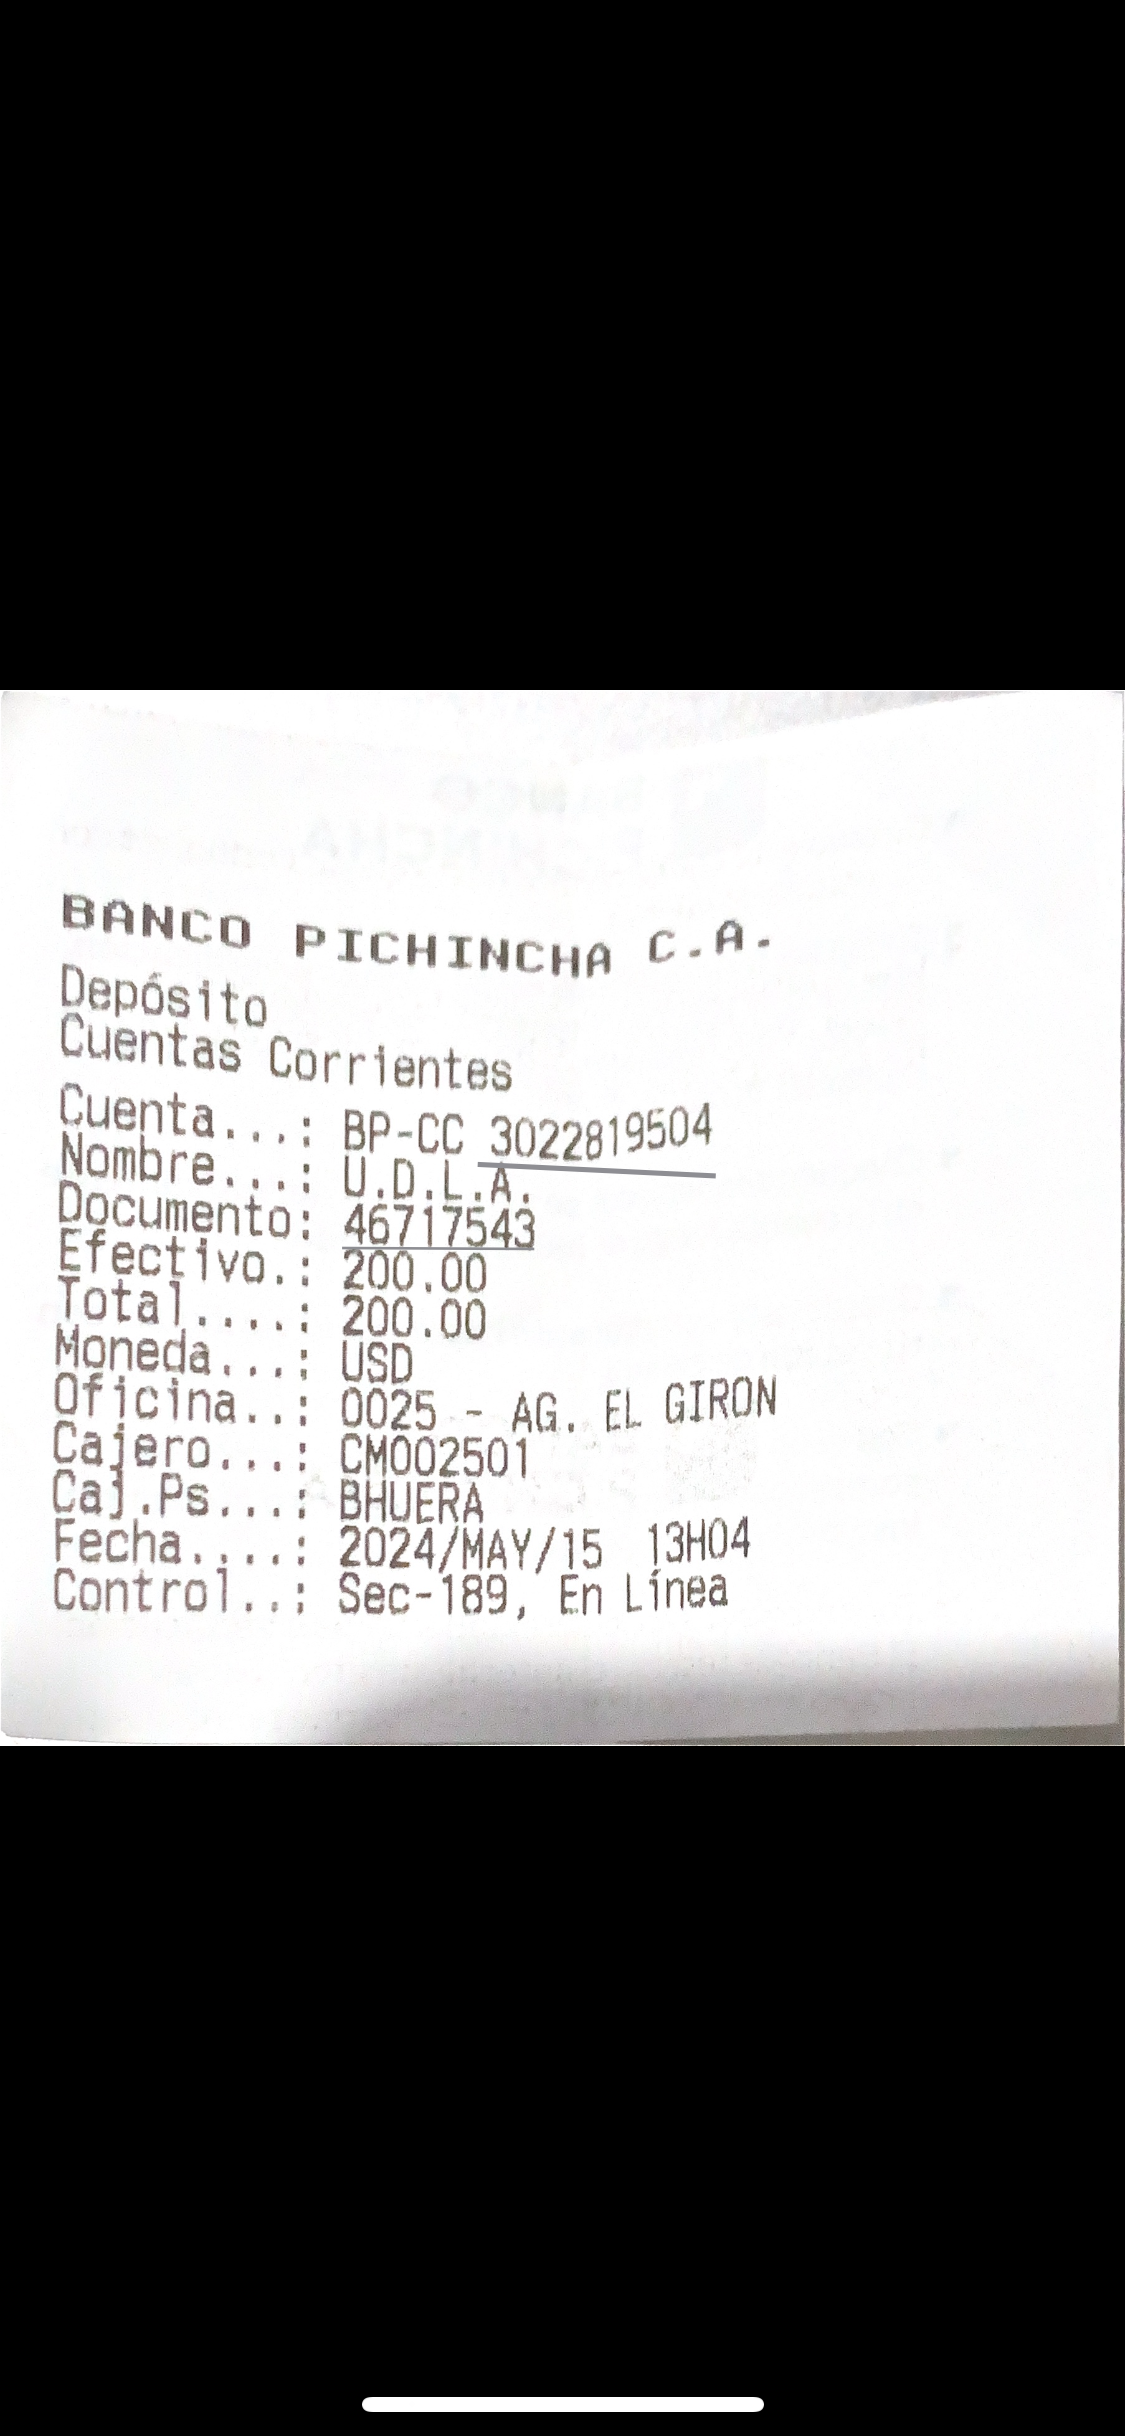 BANCO PICHINCHA C.A.
Depósito
Cuentas Corrientes
Cuenta...: BP-CC 3022819504
Nombre...: U.D.L.A.
Documento: 46717543
Efectivo.: 200.00
Total....: 200.00
Moneda...: USD
Oficina..: 0025 - AG. EL GIRON
Cajero...: CM002501
Caj.Ps...: BHUERA
Fecha....: 2024/MAY/15 13H04
Control..: Sec-189, En Línea